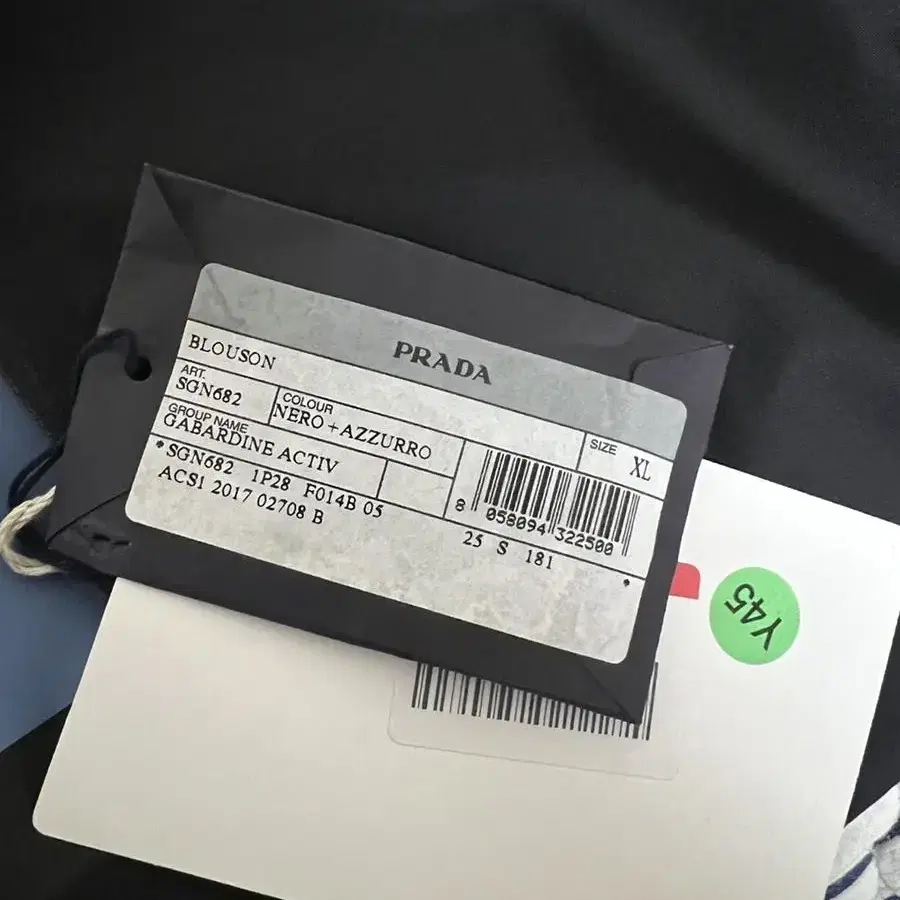 PRADA
BLOUSON
ART.
SGN682
COLOUR
NERO+AZZURRO
SIZE
XL
GROUP NAME
GABARDINE ACTIV
*SGN682 1P28 F014B 05
ACS1 2017 02708 B
8 058094 322500
25 S 181
*
Y45